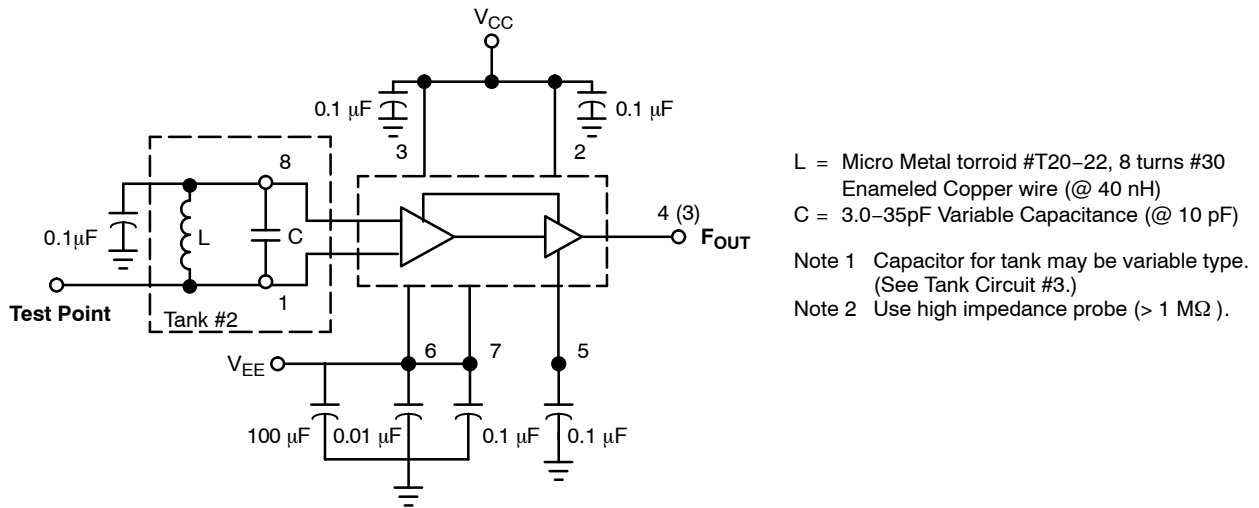 V_CC
0.1 μF
0.1 μF
3
2
8
4 (3)
F_OUT
0.1μF
L
C
1
Test Point
Tank #2
6
7
5
V_EE
100 μF
0.01 μF
0.1 μF
0.1 μF
L = Micro Metal torroid #T20–22, 8 turns #30
Enameled Copper wire (@ 40 nH)
C = 3.0–35pF Variable Capacitance (@ 10 pF)
Note 1 Capacitor for tank may be variable type.
(See Tank Circuit #3.)
Note 2 Use high impedance probe (> 1 MΩ ).